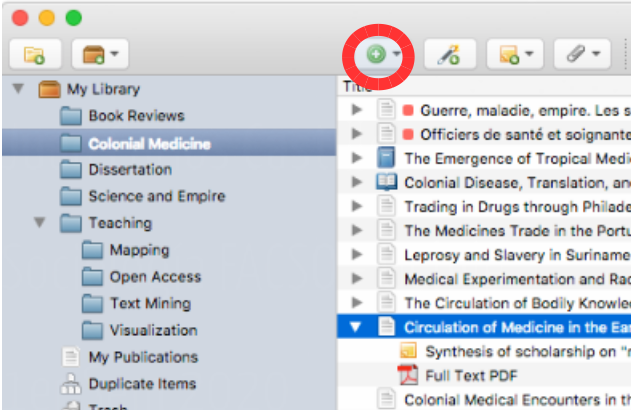 My Library
Book Reviews
Colonial Medicine
Dissertation
Science and Empire
Teaching
Mapping
Open Access
Text Mining
Visualization
My Publications
Duplicate Items
Trash
Title
Guerre, maladie, empire. Les s
Officiers de santé et soignante
The Emergence of Tropical Medi
Colonial Disease, Translation, an
Trading in Drugs through Philade
The Medicines Trade in the Portu
Leprosy and Slavery in Suriname
Medical Experimentation and Rac
The Circulation of Bodily Knowle
Circulation of Medicine in the Ea
Synthesis of scholarship on "
Full Text PDF
Colonial Medical Encounters in th